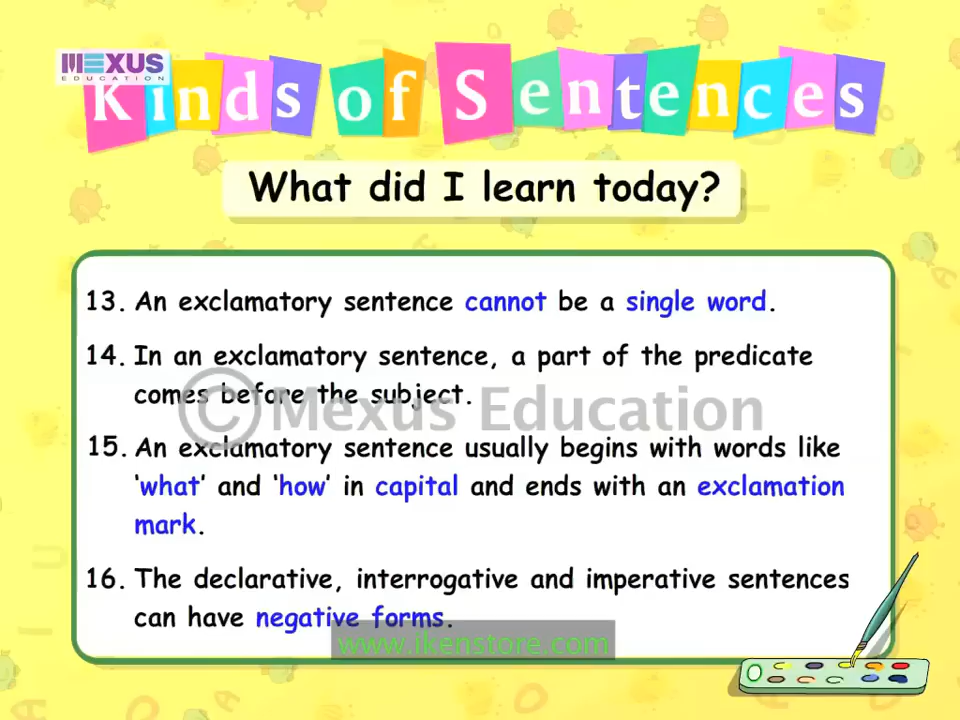 MEXUS
EDUCATION
Kinds of Sentences
What did I learn today?
13. An exclamatory sentence cannot be a single word.
14. In an exclamatory sentence, a part of the predicate
comes before the subject.
© Mexus Education
15. An exclamatory sentence usually begins with words like
‘what’ and ‘how’ in capital and ends with an exclamation
mark.
16. The declarative, interrogative and imperative sentences
can have negative forms.
www.ikenstore.com